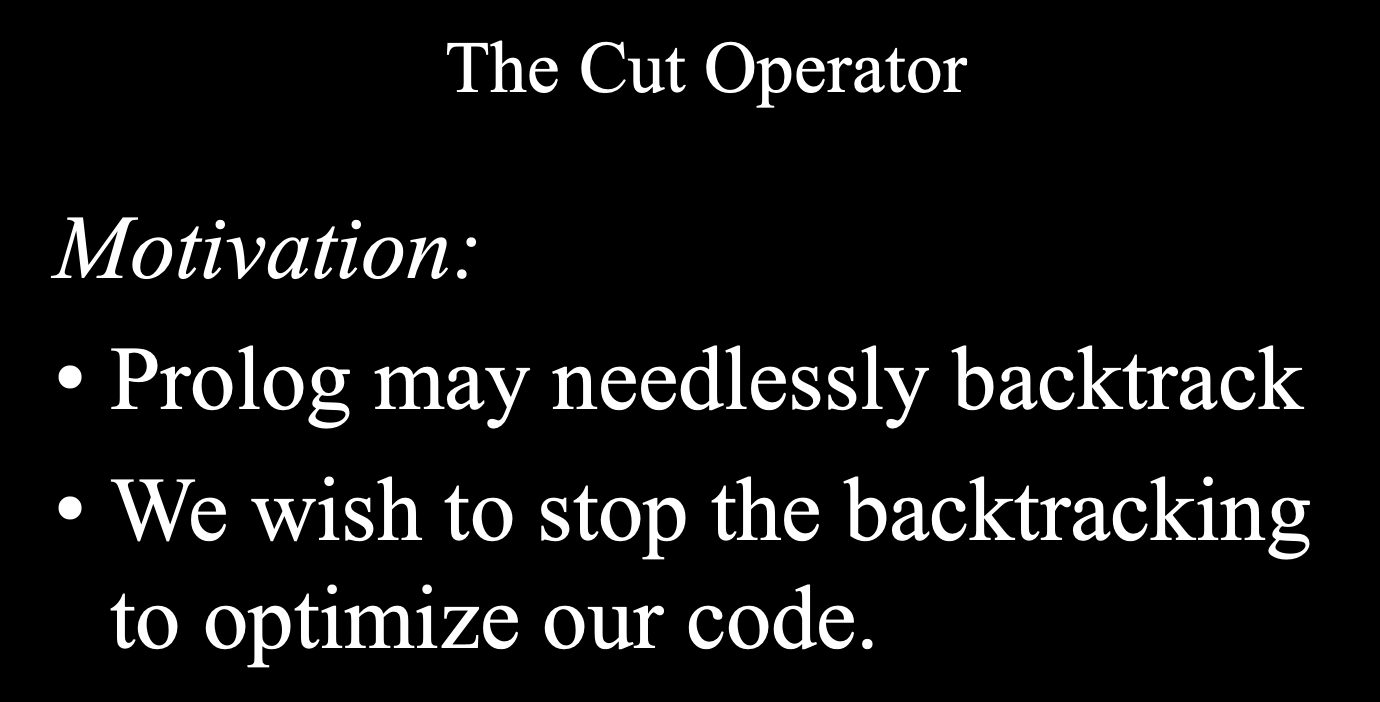 The Cut Operator
Motivation:
• Prolog may needlessly backtrack
• We wish to stop the backtracking
to optimize our code.